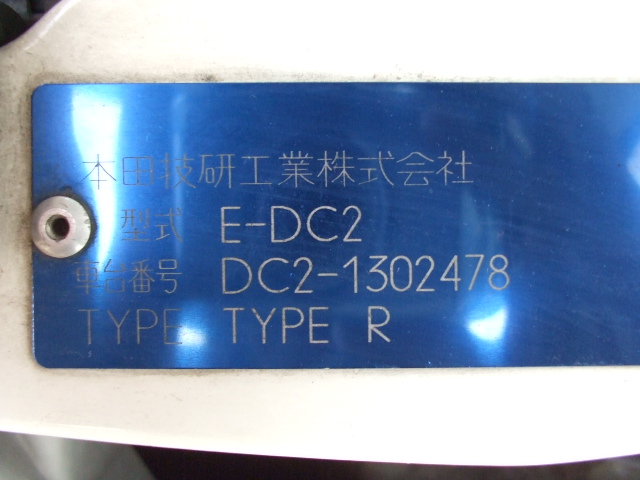 本田技研工業株式会社
型式 E-DC2
車台番号 DC2-1302478
TYPE TYPE R